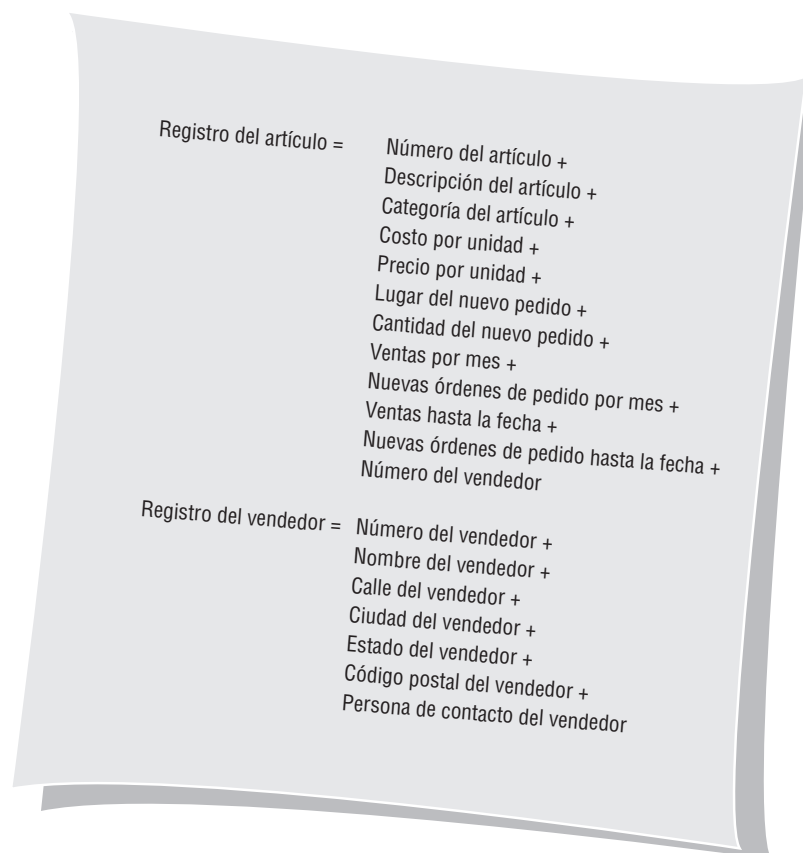 Registro del artículo = Número del artículo +
Descripción del artículo +
Categoría del artículo +
Costo por unidad +
Precio por unidad +
Lugar del nuevo pedido +
Cantidad del nuevo pedido +
Ventas por mes +
Nuevas órdenes de pedido por mes +
Ventas hasta la fecha +
Nuevas órdenes de pedido hasta la fecha +
Número del vendedor
Registro del vendedor = Número del vendedor +
Nombre del vendedor +
Calle del vendedor +
Ciudad del vendedor +
Estado del vendedor +
Código postal del vendedor +
Persona de contacto del vendedor